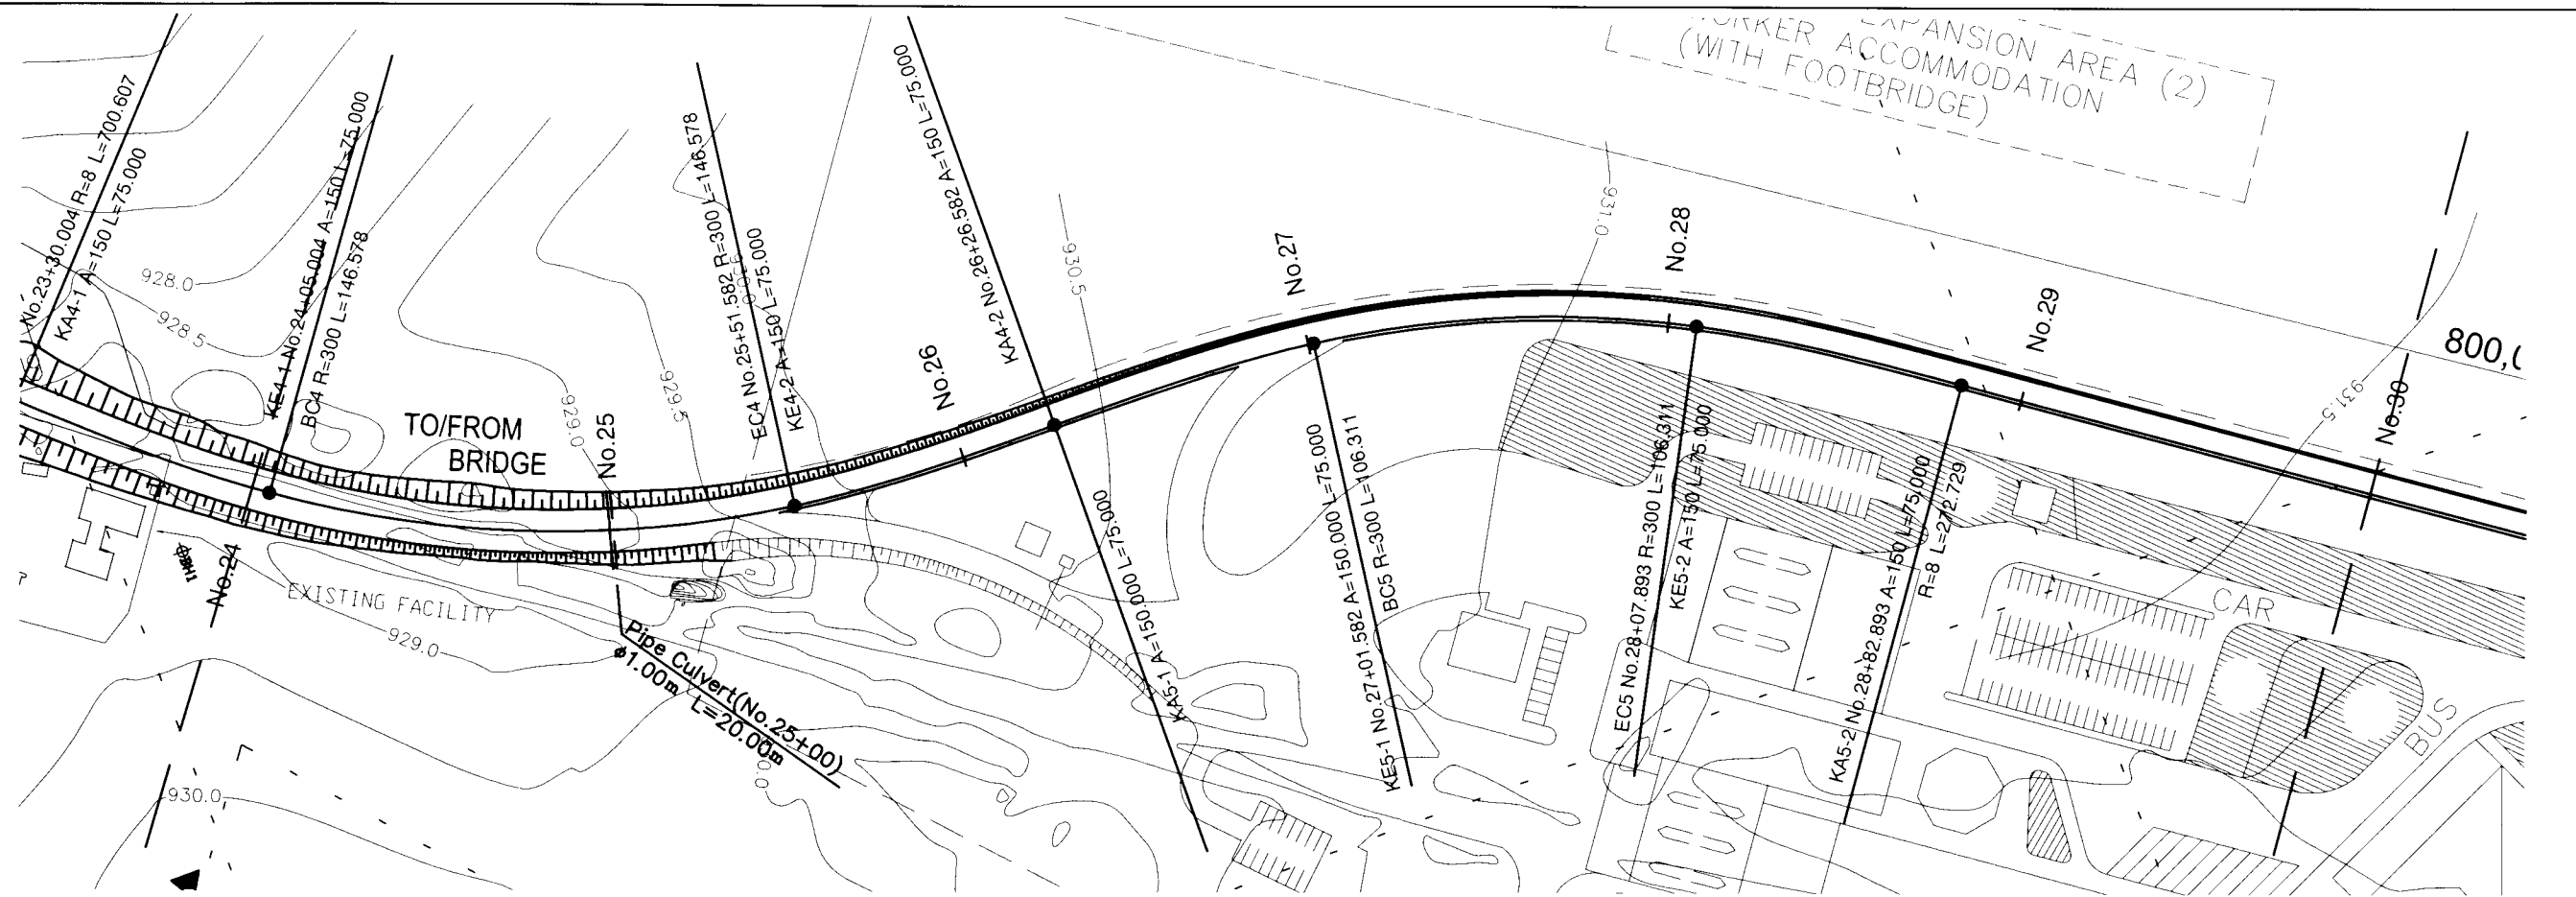 EXPANSION AREA (2)
WORKER ACCOMMODATION
(WITH FOOTBRIDGE)
No.23+30.004 R=8 L=700.607
KA4-1 A=150 L=75.000
KE4-1 No.24+05.004 A=150 L=75.000
BC4 R=300 L=146.578
EC4 No.25+51.582 R=300 L=146.578
KE4-2 A=150 L=75.000
KA4-2 No.26+26.582 A=150 L=75.000
KA5-1 A=150.000 L=75.000
KE5-1 No.27+01.582 A=150.000 L=75.000
BC5 R=300 L=106.311
EC5 No.28+07.893 R=300 L=106.311
KE5-2 A=150 L=75.000
KA5-2 No.28+82.893 A=150 L=75.000
R=8 L=272.729
No.24
No.25
No.26
No.27
No.28
No.29
No.30
928.0
928.5
929.0
929.5
930.0
930.5
931.0
931.5
TO/FROM
BRIDGE
BH1
EXISTING FACILITY
929.0
930.0
Pipe Culvert(No.25+00)
φ1.00m L=20.00m
CAR
BUS